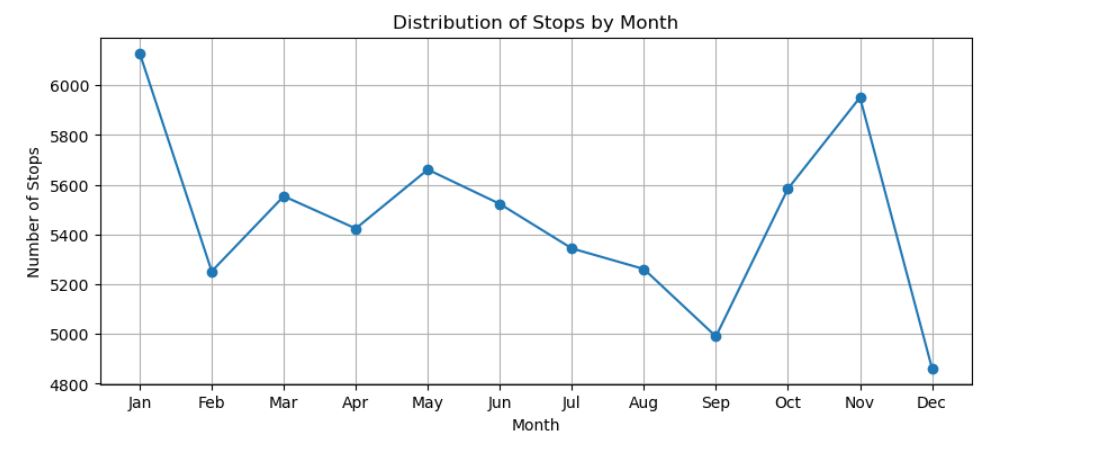 Distribution of Stops by Month
Number of Stops
6000
5800
5600
5400
5200
5000
4800
Jan Feb Mar Apr May Jun Jul Aug Sep Oct Nov Dec
Month